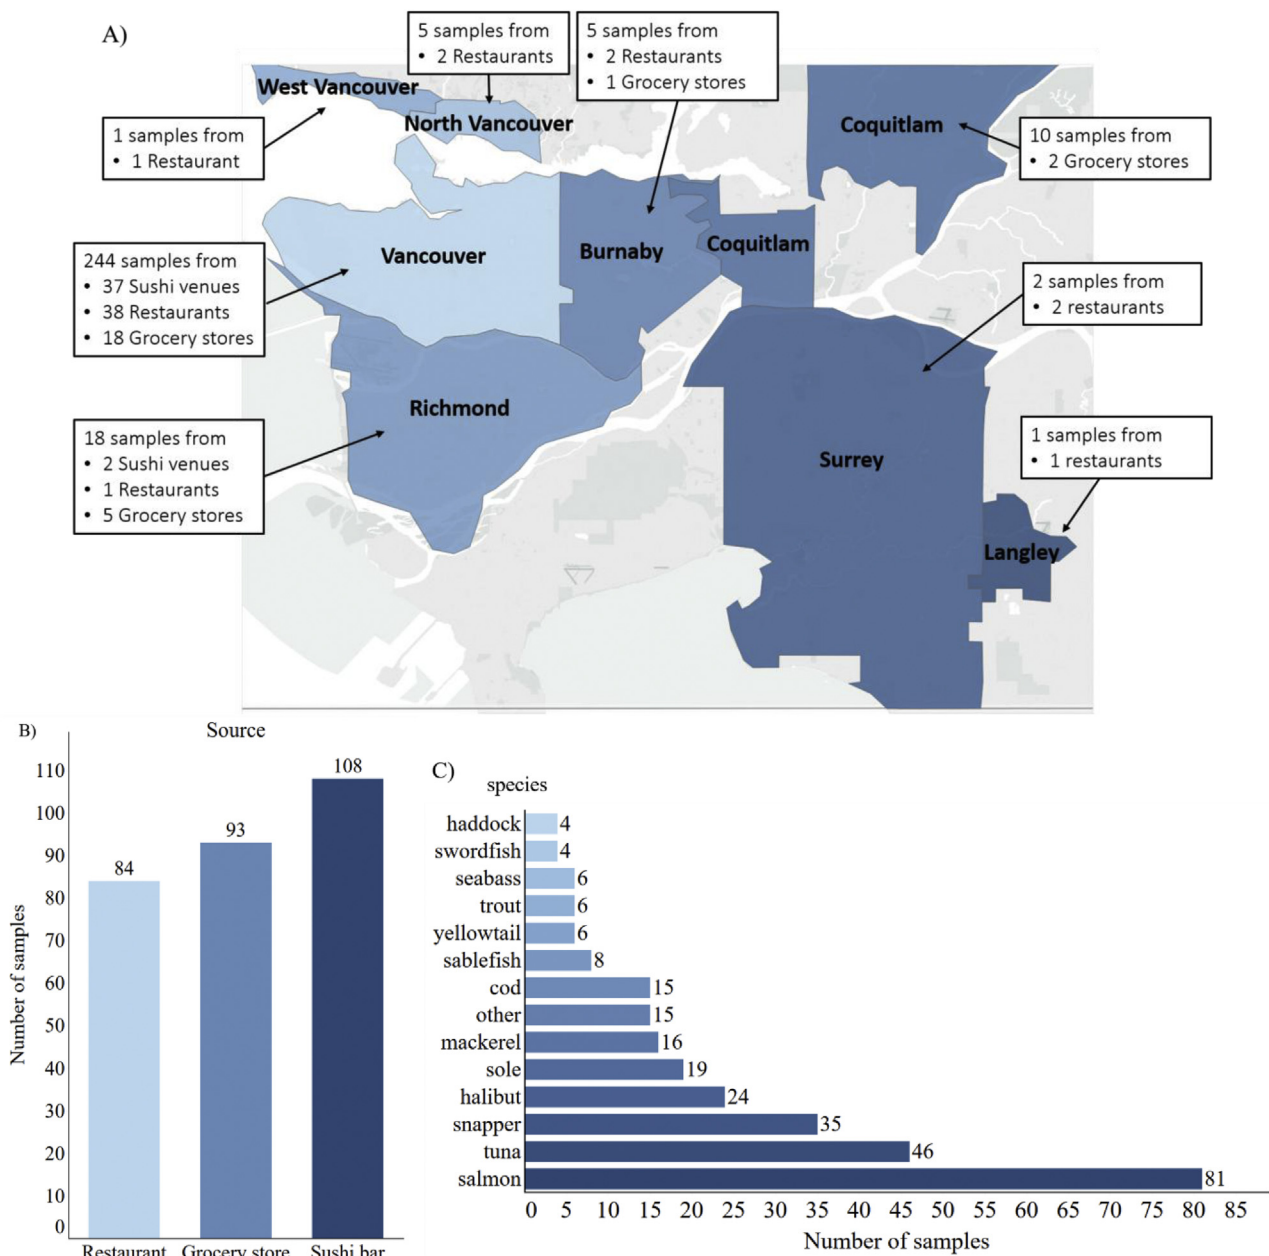 A)
5 samples from
• 2 Restaurants
5 samples from
• 2 Restaurants
• 1 Grocery stores
West Vancouver
North Vancouver
Coquitlam
1 samples from
• 1 Restaurant
10 samples from
• 2 Grocery stores
Vancouver
Burnaby
Coquitlam
244 samples from
• 37 Sushi venues
• 38 Restaurants
• 18 Grocery stores
2 samples from
• 2 restaurants
Richmond
Surrey
18 samples from
• 2 Sushi venues
• 1 Restaurants
• 5 Grocery stores
1 samples from
• 1 restaurants
Langley
B)
Source
Number of samples
110
100
90
80
70
60
50
40
30
20
10
0
84
93
108
Restaurant Grocery store Sushi bar
C)
species
haddock 4
swordfish 4
seabass 6
trout 6
yellowtail 6
sablefish 8
cod 15
other 15
mackerel 16
sole 19
halibut 24
snapper 35
tuna 46
salmon 81
0 5 10 15 20 25 30 35 40 45 50 55 60 65 70 75 80 85
Number of samples